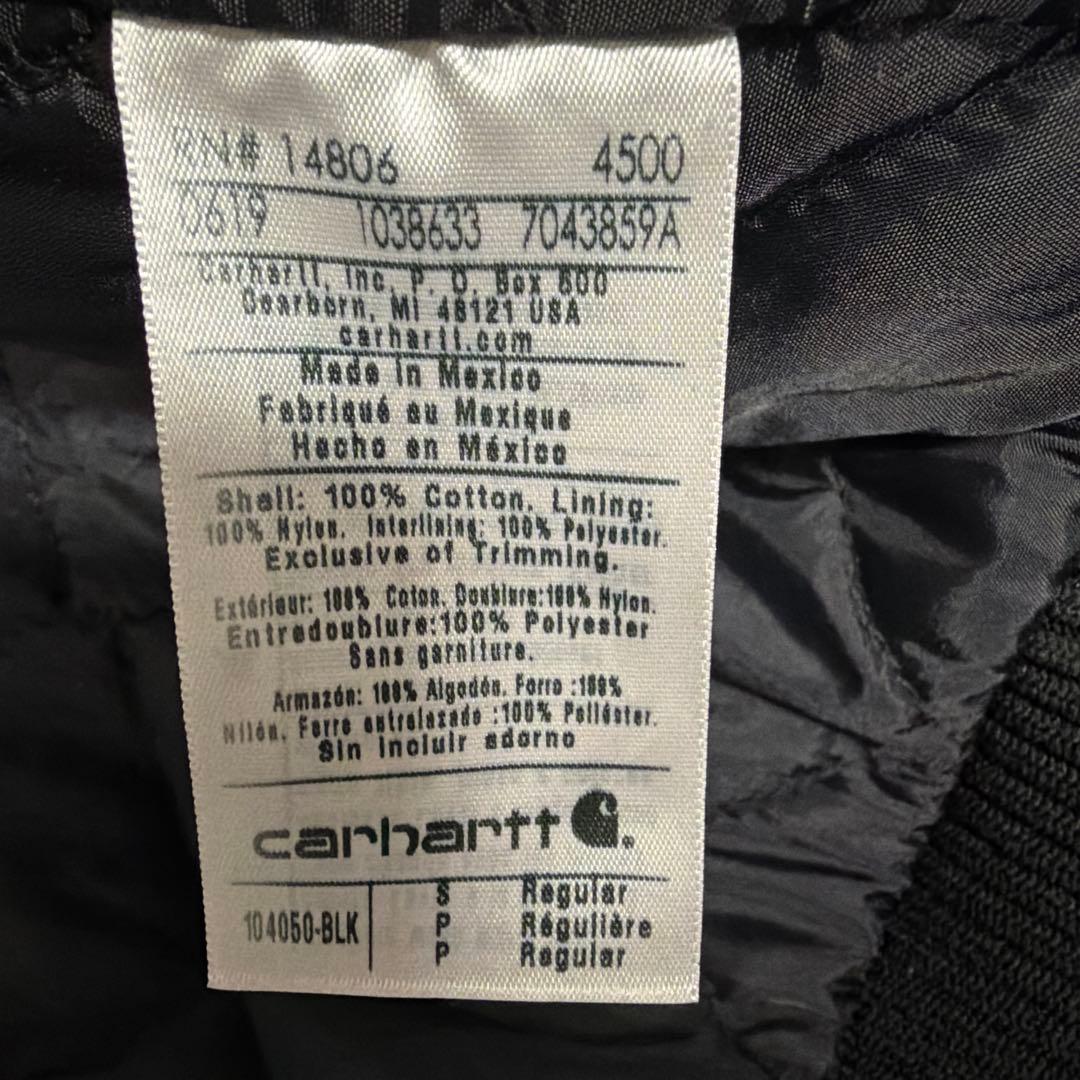 RN# 14806 4500
0619 1038633 7043859A
Carhartt, Inc. P. O. Box 600
Dearborn, MI 48121 USA
carhartt.com
Made in Mexico
Fabriqué au Mexique
Hecho en México
Shell: 100% Cotton. Lining:
100% Nylon. Interlining: 100% Polyester.
Exclusive of Trimming.
Extérieur: 100% Coton. Doublure:100% Nylon.
Entredoublure:100% Polyester
Sans garniture.
Armazón: 100% Algodón. Forro :100%
Nilón. Forro entrelazado :100% Poliéster.
Sin incluir adorno
carhartt
104050-BLK S Regular
P Régulière
P Regular